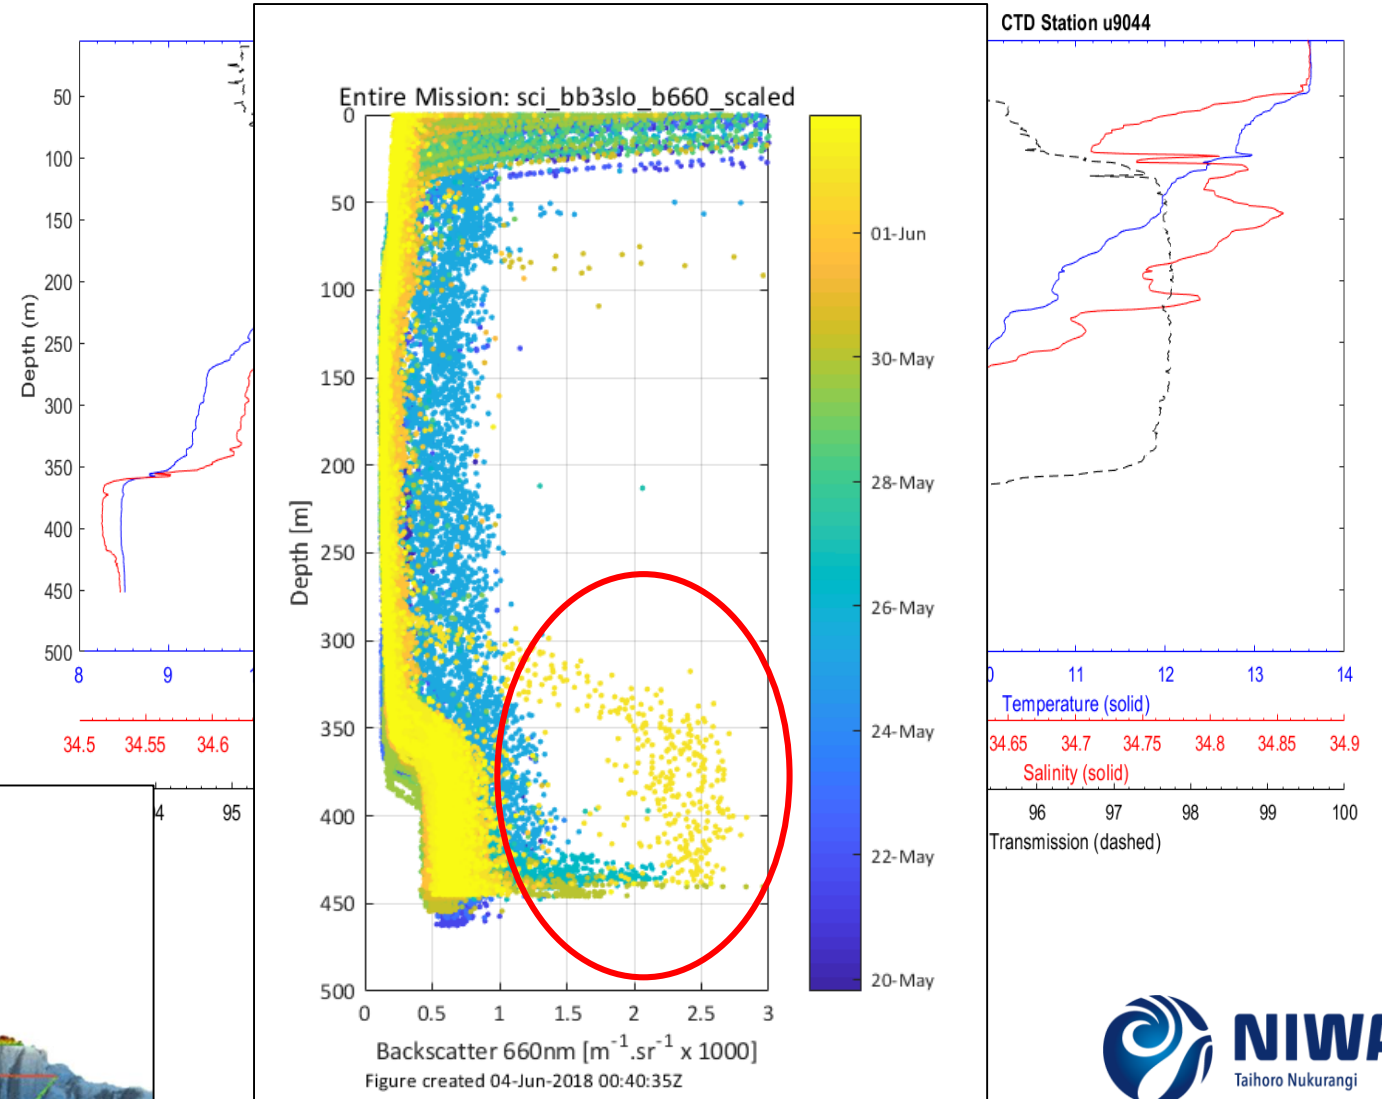 CTD Station u9044
Entire Mission: sci_bb3slo_b660_scaled
Depth (m)
50
100
150
200
250
300
350
400
450
500
8
9
34.5
34.55
34.6
4
95
Depth [m]
0
50
100
150
200
250
300
350
400
450
500
0
0.5
1
1.5
2
2.5
3
Backscatter 660nm [m⁻¹.sr⁻¹ x 1000]
Figure created 04-Jun-2018 00:40:35Z
01-Jun
30-May
28-May
26-May
24-May
22-May
20-May
0
11
12
13
14
Temperature (solid)
34.65
34.7
34.75
34.8
34.85
34.9
Salinity (solid)
96
97
98
99
100
Transmission (dashed)
NIWA
Taihoro Nukurangi